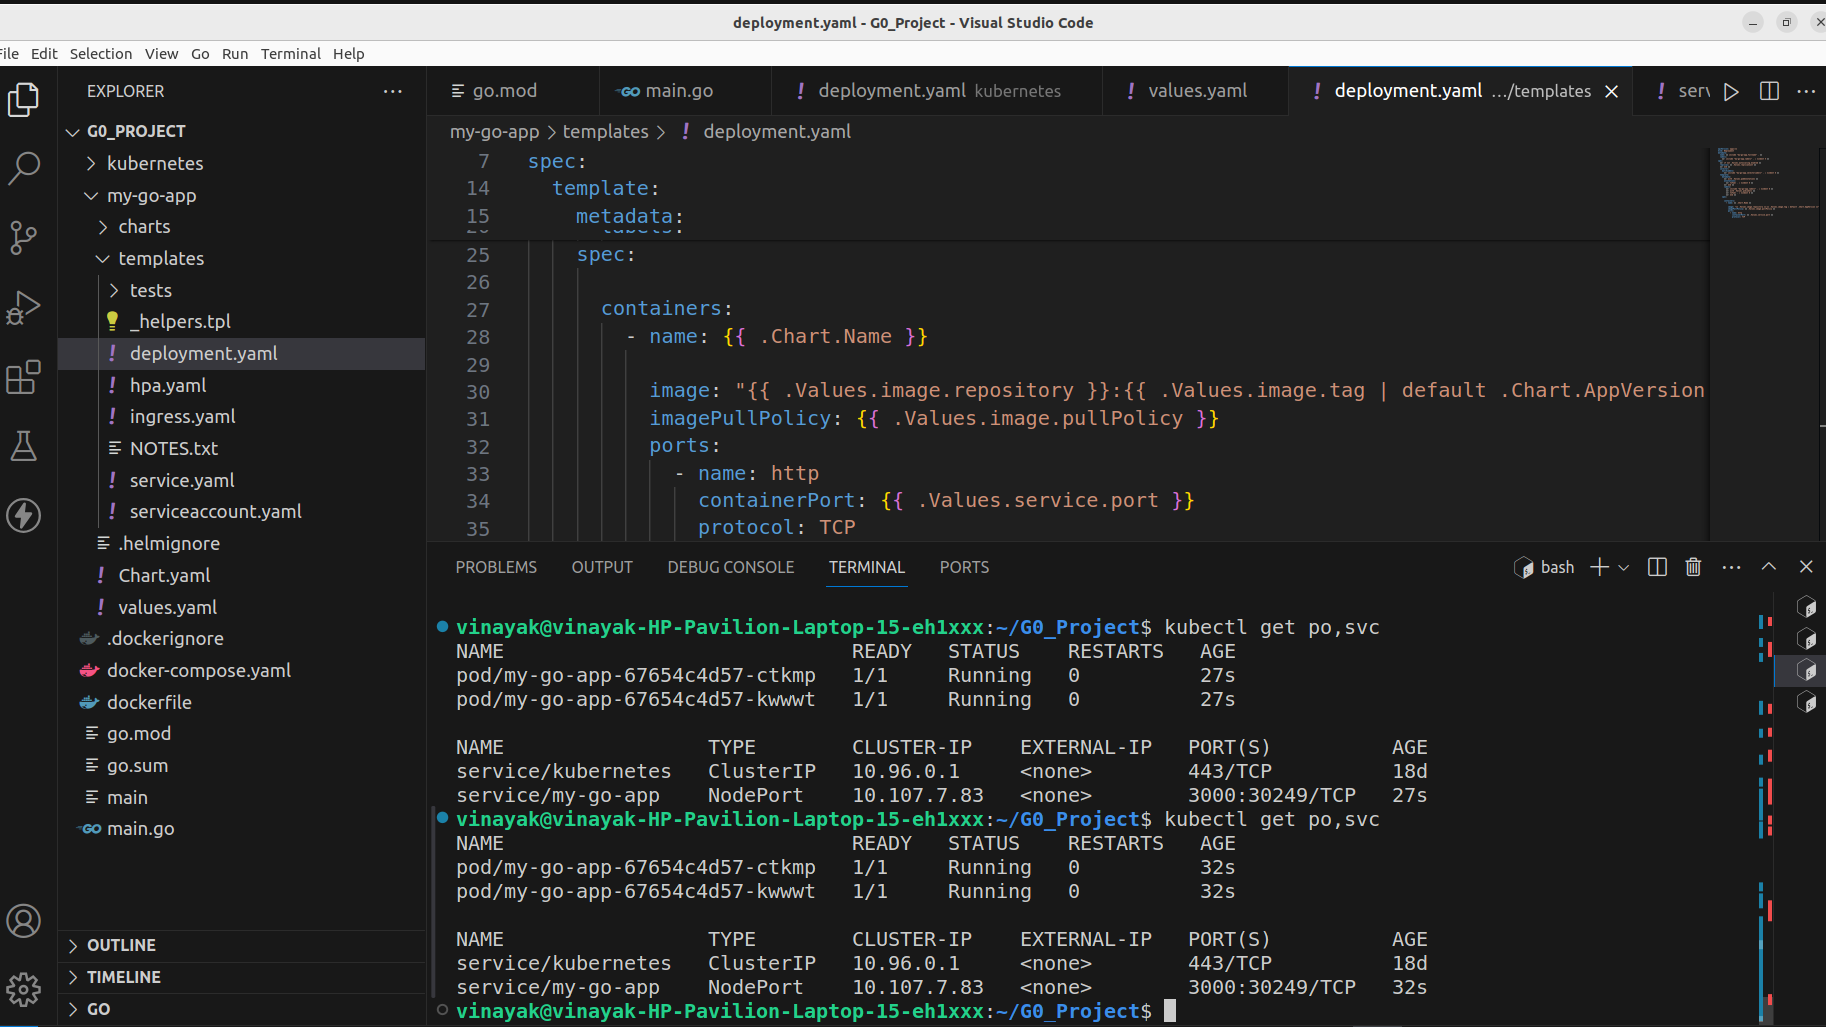 deployment.yaml - G0_Project - Visual Studio Code
File Edit Selection View Go Run Terminal Help
EXPLORER
G0_PROJECT
kubernetes
my-go-app
charts
templates
tests
_helpers.tpl
deployment.yaml
hpa.yaml
ingress.yaml
NOTES.txt
service.yaml
serviceaccount.yaml
.helmignore
Chart.yaml
values.yaml
.dockerignore
docker-compose.yaml
dockerfile
go.mod
go.sum
main
main.go
OUTLINE
TIMELINE
GO
go.mod main.go ! deployment.yaml kubernetes ! values.yaml ! deployment.yaml .../templates ! serv
my-go-app > templates > ! deployment.yaml
7 spec:
14 template:
15 metadata:
25 spec:
26
27 containers:
28 - name: {{ .Chart.Name }}
29
30 image: "{{ .Values.image.repository }}:{{ .Values.image.tag | default .Chart.AppVersion
31 imagePullPolicy: {{ .Values.image.pullPolicy }}
32 ports:
33 - name: http
34 containerPort: {{ .Values.service.port }}
35 protocol: TCP
PROBLEMS OUTPUT DEBUG CONSOLE TERMINAL PORTS bash
vinayak@vinayak-HP-Pavilion-Laptop-15-eh1xxx:~/G0_Project$ kubectl get po,svc
NAME READY STATUS RESTARTS AGE
pod/my-go-app-67654c4d57-ctkmp 1/1 Running 0 27s
pod/my-go-app-67654c4d57-kwwwt 1/1 Running 0 27s
NAME TYPE CLUSTER-IP EXTERNAL-IP PORT(S) AGE
service/kubernetes ClusterIP 10.96.0.1 <none> 443/TCP 18d
service/my-go-app NodePort 10.107.7.83 <none> 3000:30249/TCP 27s
vinayak@vinayak-HP-Pavilion-Laptop-15-eh1xxx:~/G0_Project$ kubectl get po,svc
NAME READY STATUS RESTARTS AGE
pod/my-go-app-67654c4d57-ctkmp 1/1 Running 0 32s
pod/my-go-app-67654c4d57-kwwwt 1/1 Running 0 32s
NAME TYPE CLUSTER-IP EXTERNAL-IP PORT(S) AGE
service/kubernetes ClusterIP 10.96.0.1 <none> 443/TCP 18d
service/my-go-app NodePort 10.107.7.83 <none> 3000:30249/TCP 32s
vinayak@vinayak-HP-Pavilion-Laptop-15-eh1xxx:~/G0_Project$